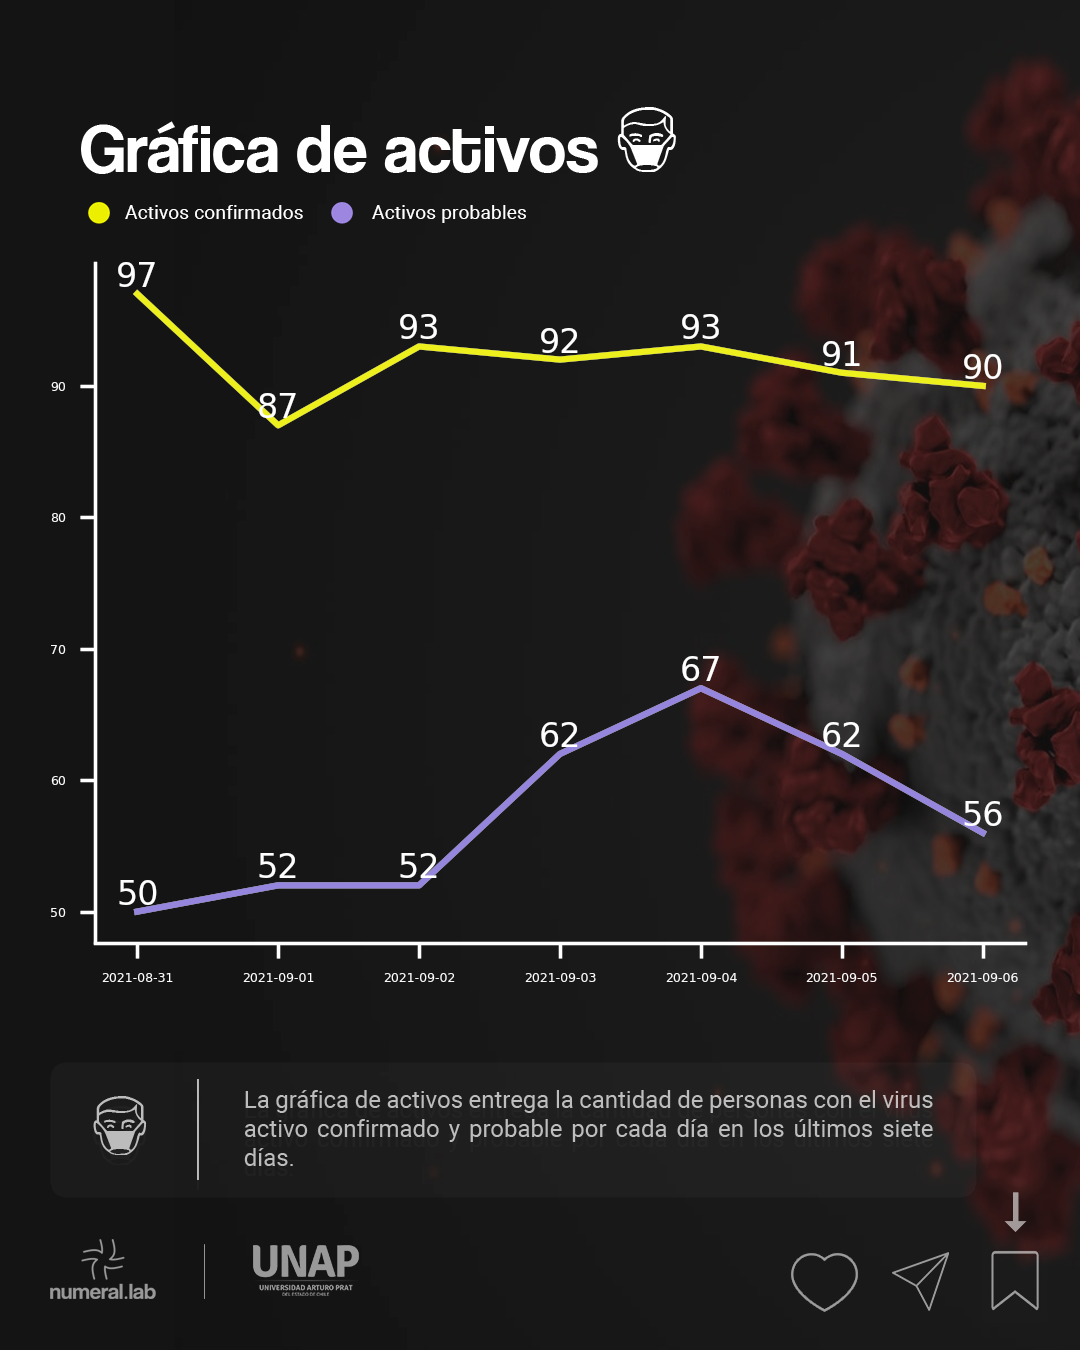 Gráfica de activos
Activos confirmados Activos probables
97
93
92
93
91
90
87
90
80
70
67
62
62
60
56
52
52
50
50
2021-08-31 2021-09-01 2021-09-02 2021-09-03 2021-09-04 2021-09-05 2021-09-06
La gráfica de activos entrega la cantidad de personas con el virus
activo confirmado y probable por cada día en los últimos siete
días.
numeral.lab
UNAP
UNIVERSIDAD ARTURO PRAT
DEL ESTADO DE CHILE